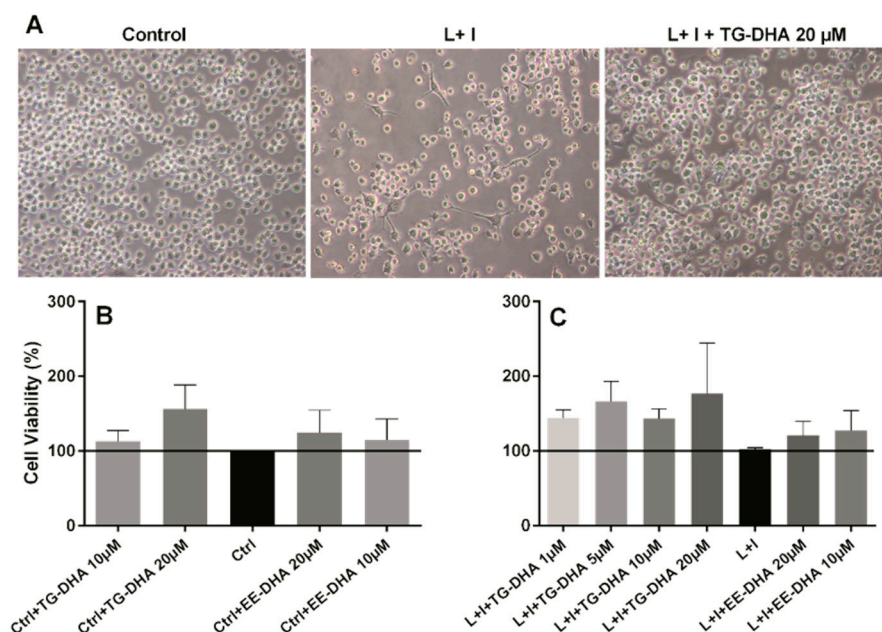 A
Control
L+ I
L+ I + TG-DHA 20 µM
B
300
200
100
0
Cell Viability (%)
Ctrl+TG-DHA 10µM
Ctrl+TG-DHA 20µM
Ctrl
Ctrl+EE-DHA 20µM
Ctrl+EE-DHA 10µM
C
300
200
100
0
L+I+TG-DHA 1µM
L+I+TG-DHA 5µM
L+I+TG-DHA 10µM
L+I+TG-DHA 20µM
L+I
L+I+EE-DHA 20µM
L+I+EE-DHA 10µM